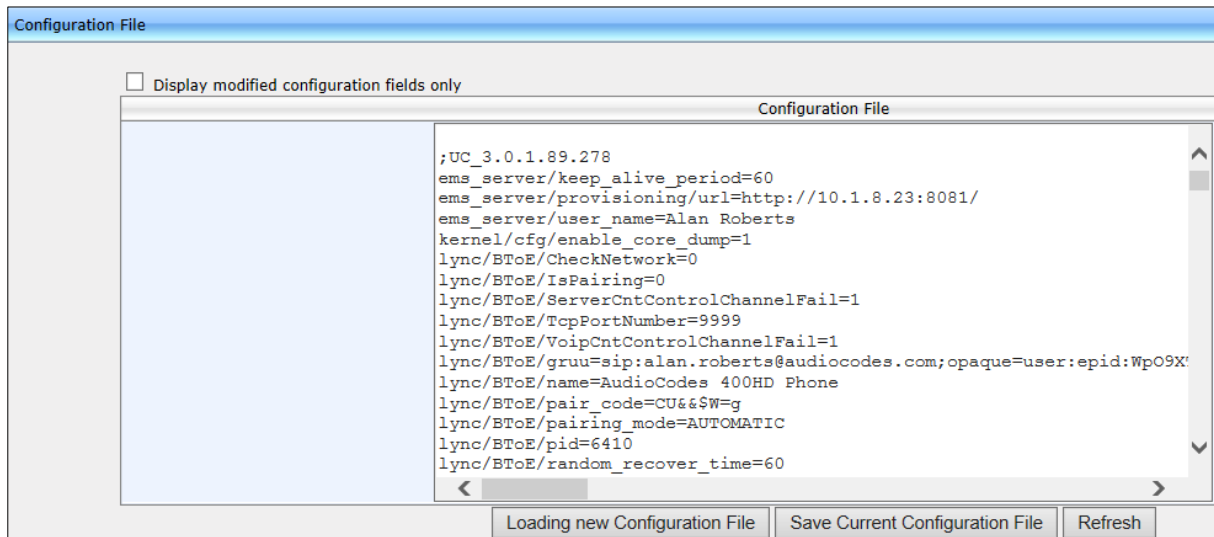 Configuration File
Display modified configuration fields only
Configuration File
;UC_3.0.1.89.278
ems_server/keep_alive_period=60
ems_server/provisioning/url=http://10.1.8.23:8081/
ems_server/user_name=Alan Roberts
kernel/cfg/enable_core_dump=1
lync/BToE/CheckNetwork=0
lync/BToE/IsPairing=0
lync/BToE/ServerCntControlChannelFail=1
lync/BToE/TcpPortNumber=9999
lync/BToE/VoipCntControlChannelFail=1
lync/BToE/gruu=sip:alan.roberts@audiocodes.com;opaque=user:epid:WpO9X
lync/BToE/name=AudioCodes 400HD Phone
lync/BToE/pair_code=CU&&$W=g
lync/BToE/pairing_mode=AUTOMATIC
lync/BToE/pid=6410
lync/BToE/random_recover_time=60
Loading new Configuration File Save Current Configuration File Refresh